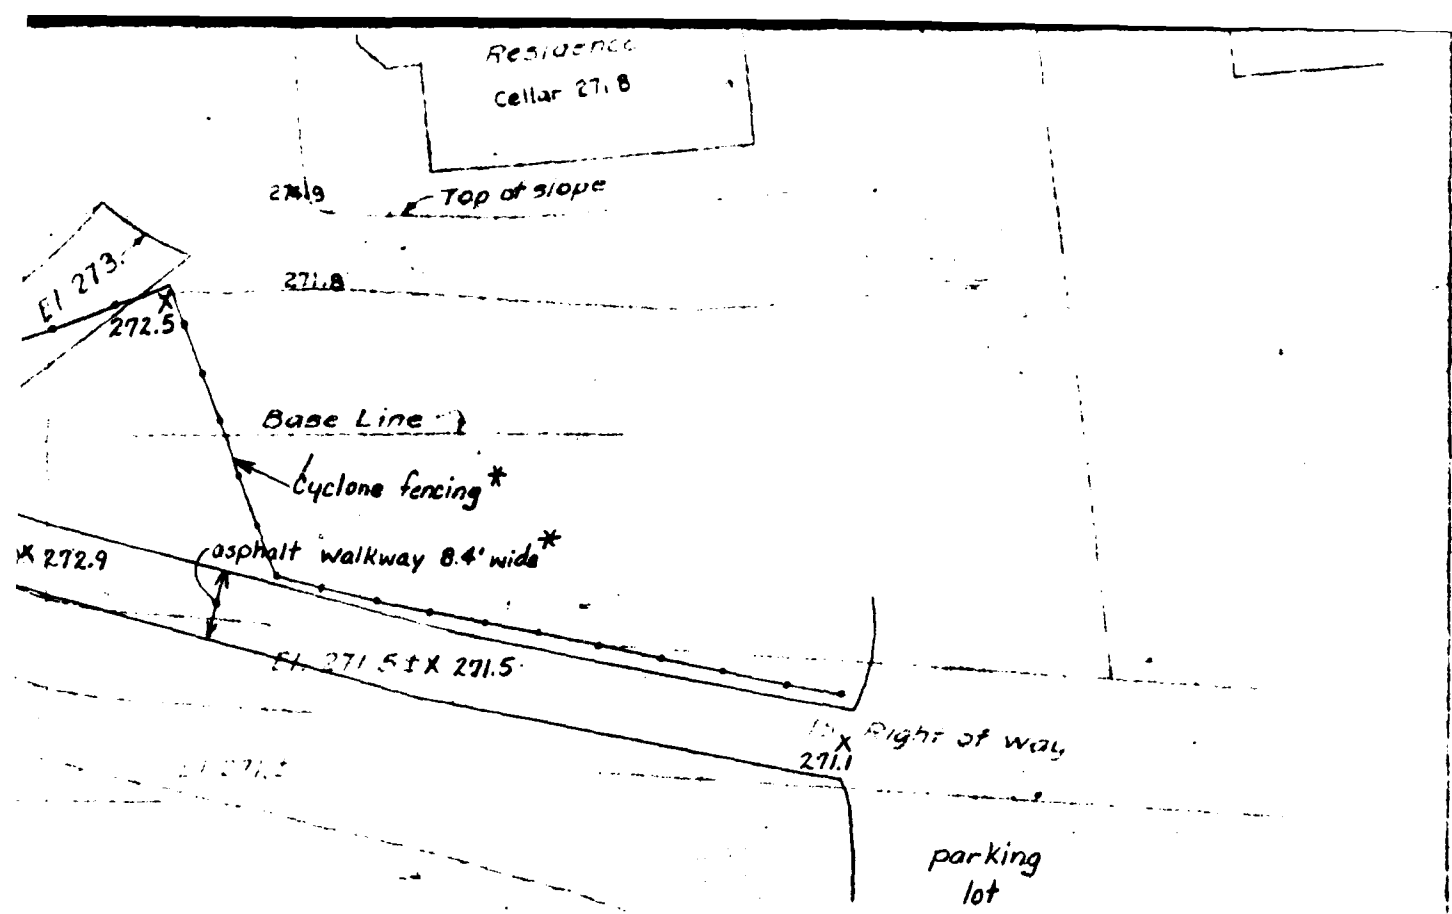 Residence
Cellar 271.8
Top of slope
El 273.
271.8
272.5
Base Line
Cyclone fencing*
asphalt walkway 8.4' wide*
X 272.9
El. 271.5± X 271.5
Right of way
X
271.1
parking
lot